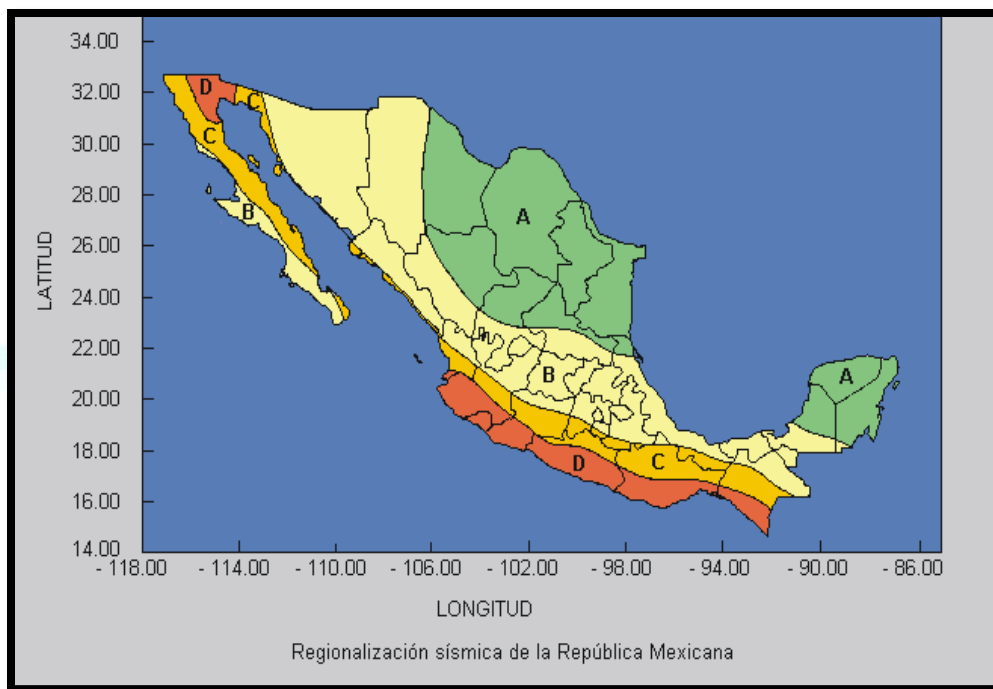 34.00
32.00
30.00
28.00
26.00
24.00
22.00
20.00
18.00
16.00
14.00
LATITUD
D
C
C
B
A
B
A
C
D
- 118.00 - 114.00 - 110.00 - 106.00 - 102.00 - 98.00 - 94.00 - 90.00 - 86.00
LONGITUD
Regionalización sísmica de la República Mexicana